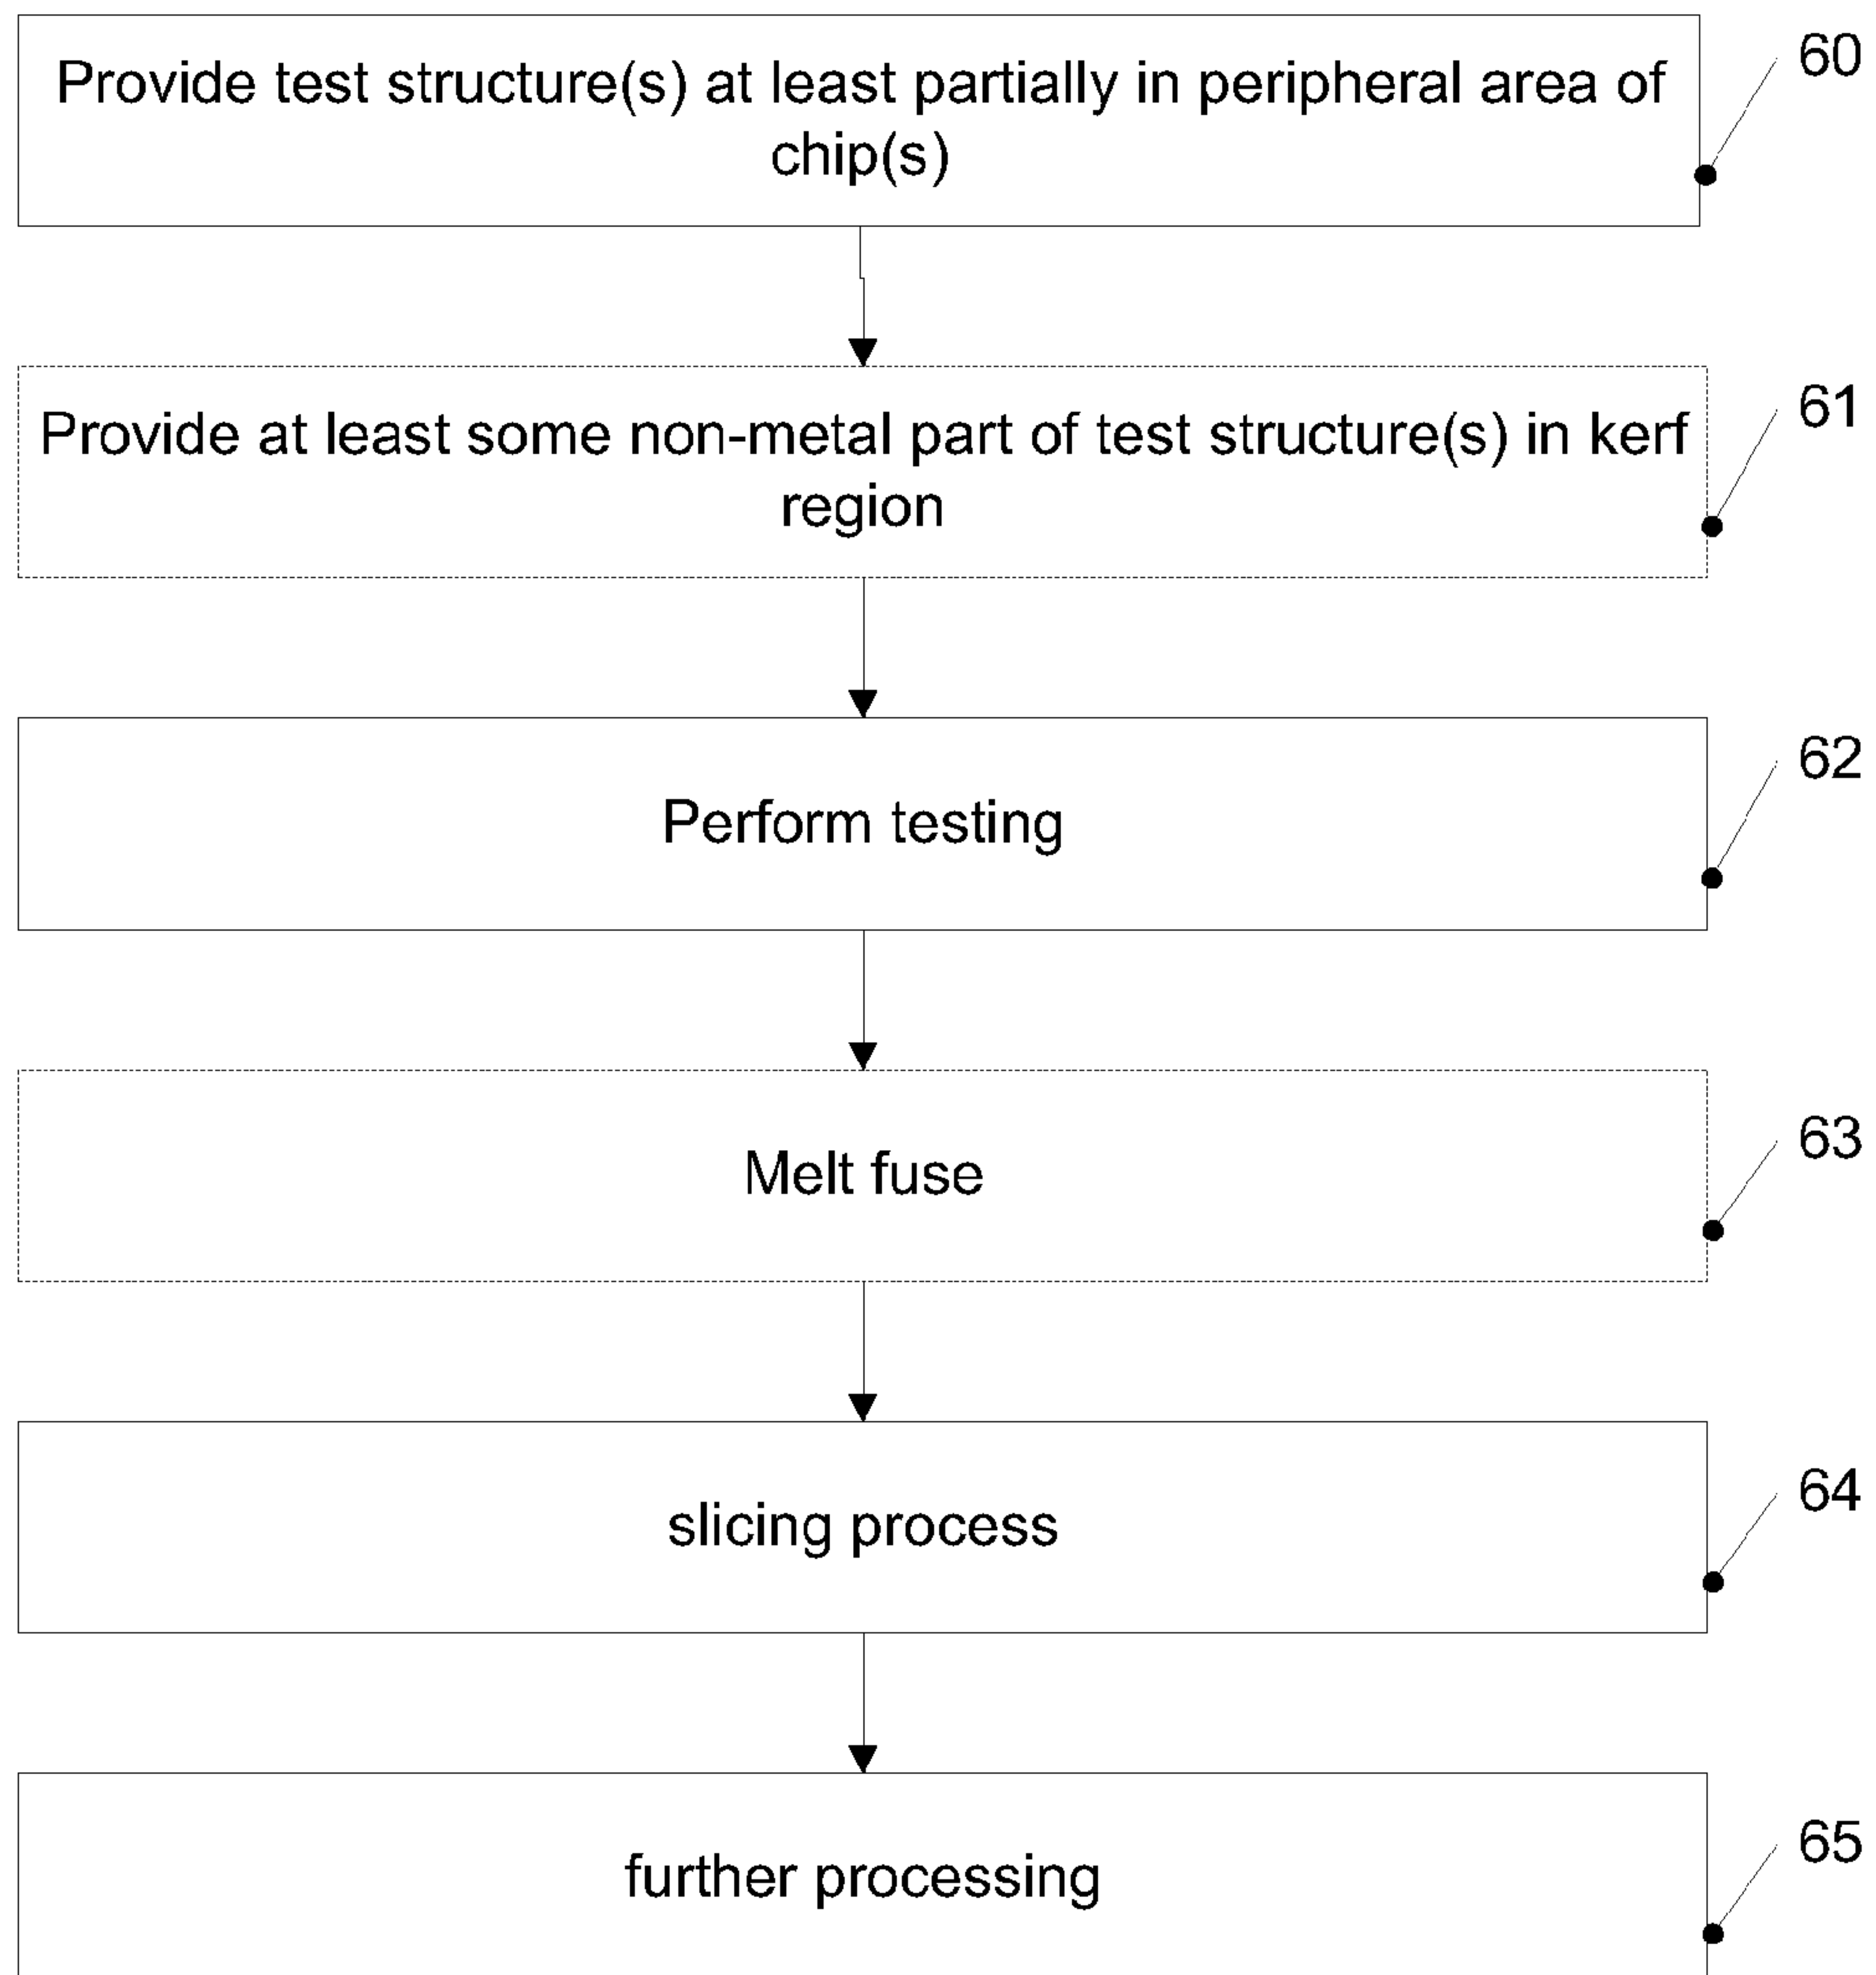 Provide test structure(s) at least partially in peripheral area of
chip(s)
60
Provide at least some non-metal part of test structure(s) in kerf
region
61
Perform testing
62
Melt fuse
63
slicing process
64
further processing
65